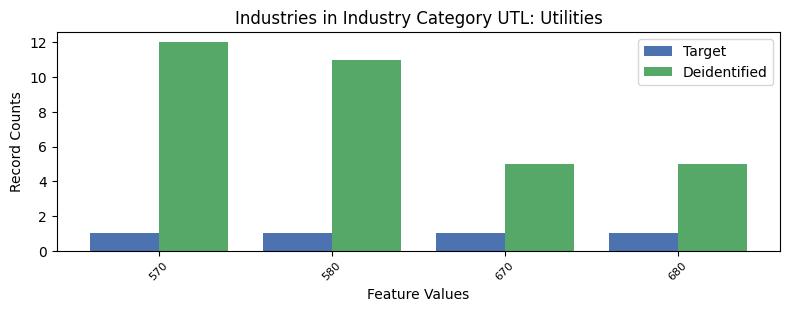 Industries in Industry Category UTL: Utilities
Target
Deidentified
Record Counts
12
10
8
6
4
2
0
570
580
670
680
Feature Values